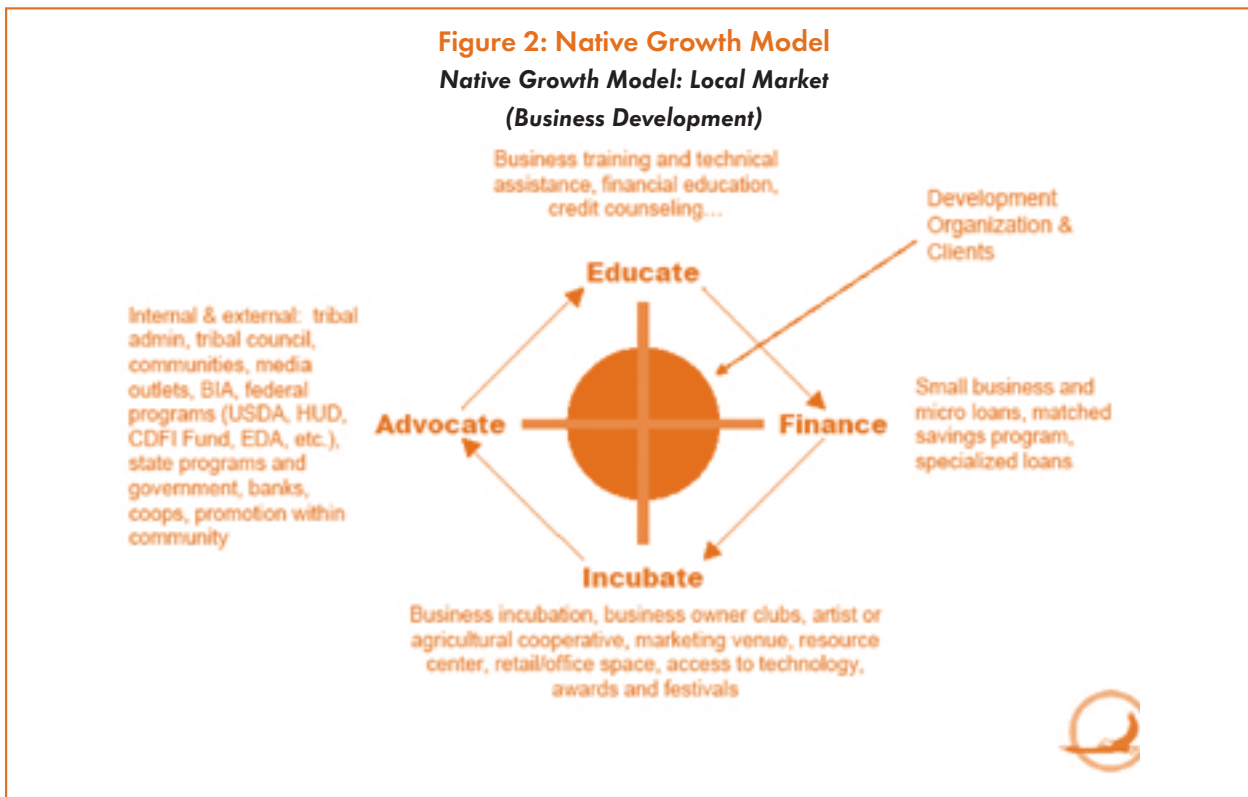 Figure 2: Native Growth Model
Native Growth Model: Local Market
(Business Development)
Business training and technical
assistance, financial education,
credit counseling...
Development
Organization &
Clients
Educate
Internal & external: tribal
admin, tribal council,
communities, media
outlets, BIA, federal
programs (USDA, HUD,
CDFI Fund, EDA, etc.),
state programs and
government, banks,
coops, promotion within
community
Advocate
Finance
Small business and
micro loans, matched
savings program,
specialized loans
Incubate
Business incubation, business owner clubs, artist or
agricultural cooperative, marketing venue, resource
center, retail/office space, access to technology,
awards and festivals